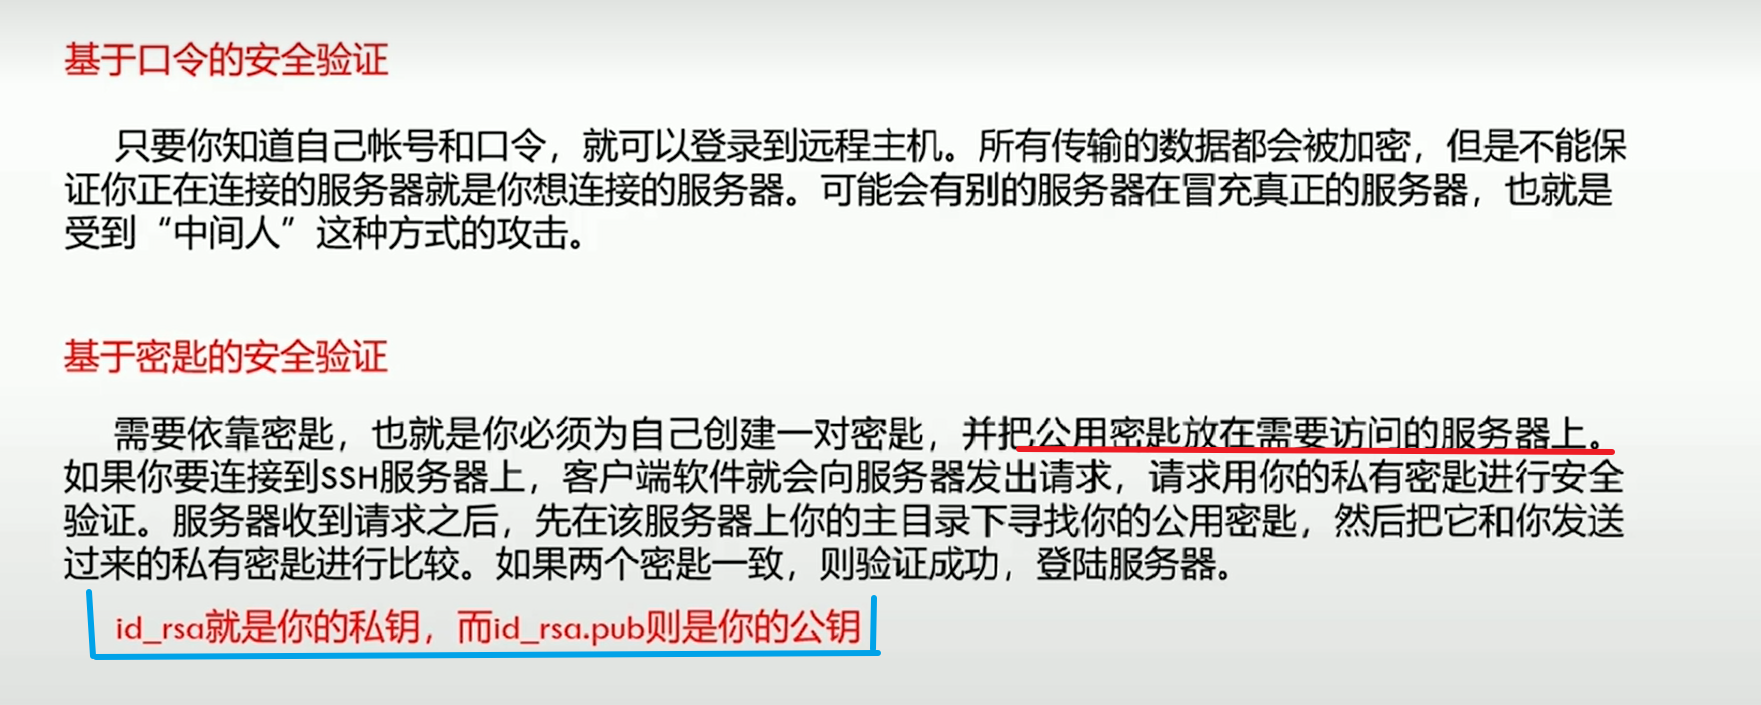 基于口令的安全验证
只要你知道自己帐号和口令，就可以登录到远程主机。所有传输的数据都会被加密，但是不能保
证你正在连接的服务器就是你想连接的服务器。可能会有别的服务器在冒充真正的服务器，也就是
受到“中间人”这种方式的攻击。
基于密匙的安全验证
需要依靠密匙，也就是你必须为自己创建一对密匙，并把公用密匙放在需要访问的服务器上。
如果你要连接到SSH服务器上，客户端软件就会向服务器发出请求，请求用你的私有密匙进行安全
验证。服务器收到请求之后，先在该服务器上你的主目录下寻找你的公用密匙，然后把它和你发送
过来的私有密匙进行比较。如果两个密匙一致，则验证成功，登陆服务器。
id_rsa就是你的私钥，而id_rsa.pub则是你的公钥